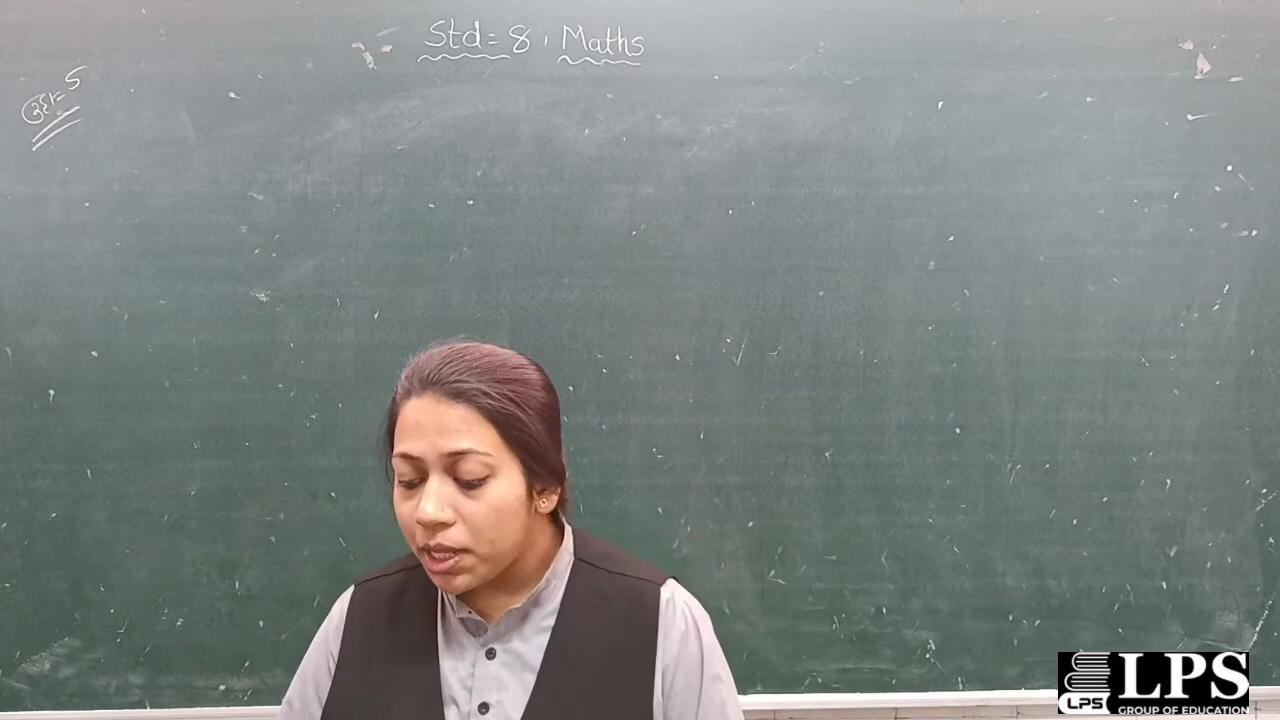 Std = 8, Maths
LPS
LPS
GROUP OF EDUCATION